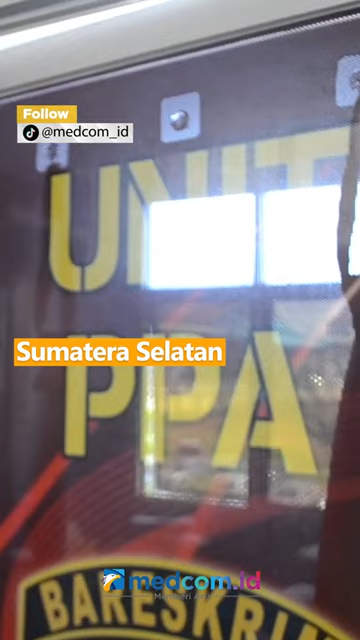 Follow
@medcom_id
UNIT
Sumatera Selatan
PPA
medcom.id
BARESKRIM